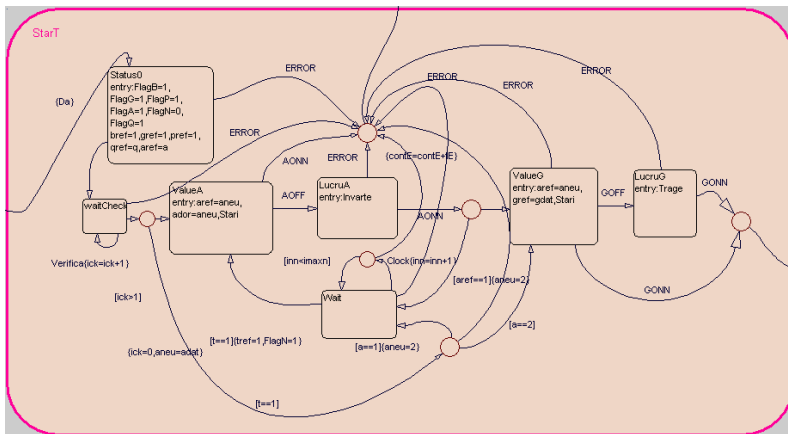 StarT
Status0
entry:FlagB=1,
FlagG=1,FlagP=1,
FlagA=1,FlagN=0,
FlagQ=1
bref=1,gref=1,pref=1,
qref=q,aref=a
ERROR
ERROR
ERROR
ERROR
{Da}
ERROR
AONN
ERROR
{contE=contE+tE}
waitCheck
ValueA
entry:aref=aneu,
ador=aneu,Stari
AOFF
LucruA
entry:Invarte
AONN
ValueG
entry:aref=aneu,
gref=gdat,Stari
GOFF
LucruG
entry:Trage
GONN
Verifica{ick=ick+1}
[inn<imaxn]
Clock{inn=inn+1}
[aref==1]{aneu=2}
GONN
[ick>1]
Wait
[a==2]
[t==1]{tref=1,FlagN=1}
[a==1]{aneu=2}
{ick=0,aneu=adat}
[t==1]